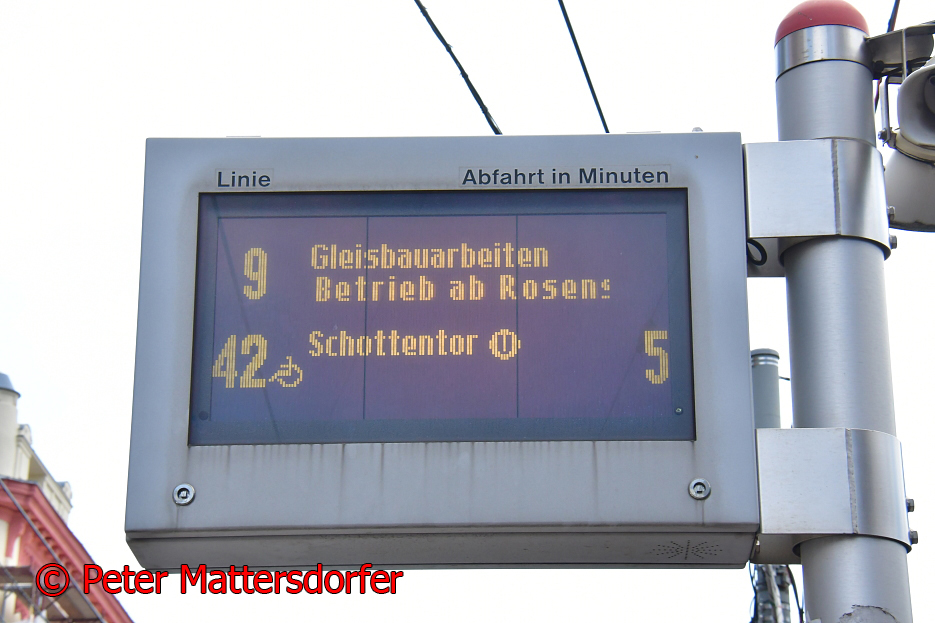 Linie Abfahrt in Minuten
9 Gleisbauarbeiten
Betrieb ab Rosens
42 Schottentor U 5
© Peter Mattersdorfer